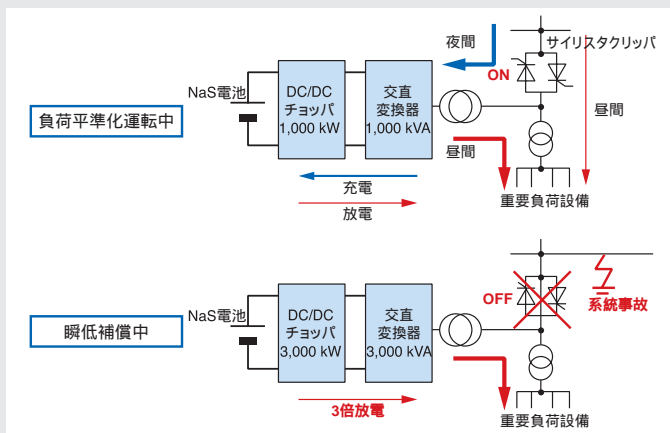 夜間
サイリスタクリッパ
ON
NaS電池
DC/DC
チョッパ
1,000 kW
交直
変換器
1,000 kVA
負荷平準化運転中
昼間
昼間
充電
放電
重要負荷設備
OFF
系統事故
NaS電池
DC/DC
チョッパ
3,000 kW
交直
変換器
3,000 kVA
瞬低補償中
3倍放電
重要負荷設備